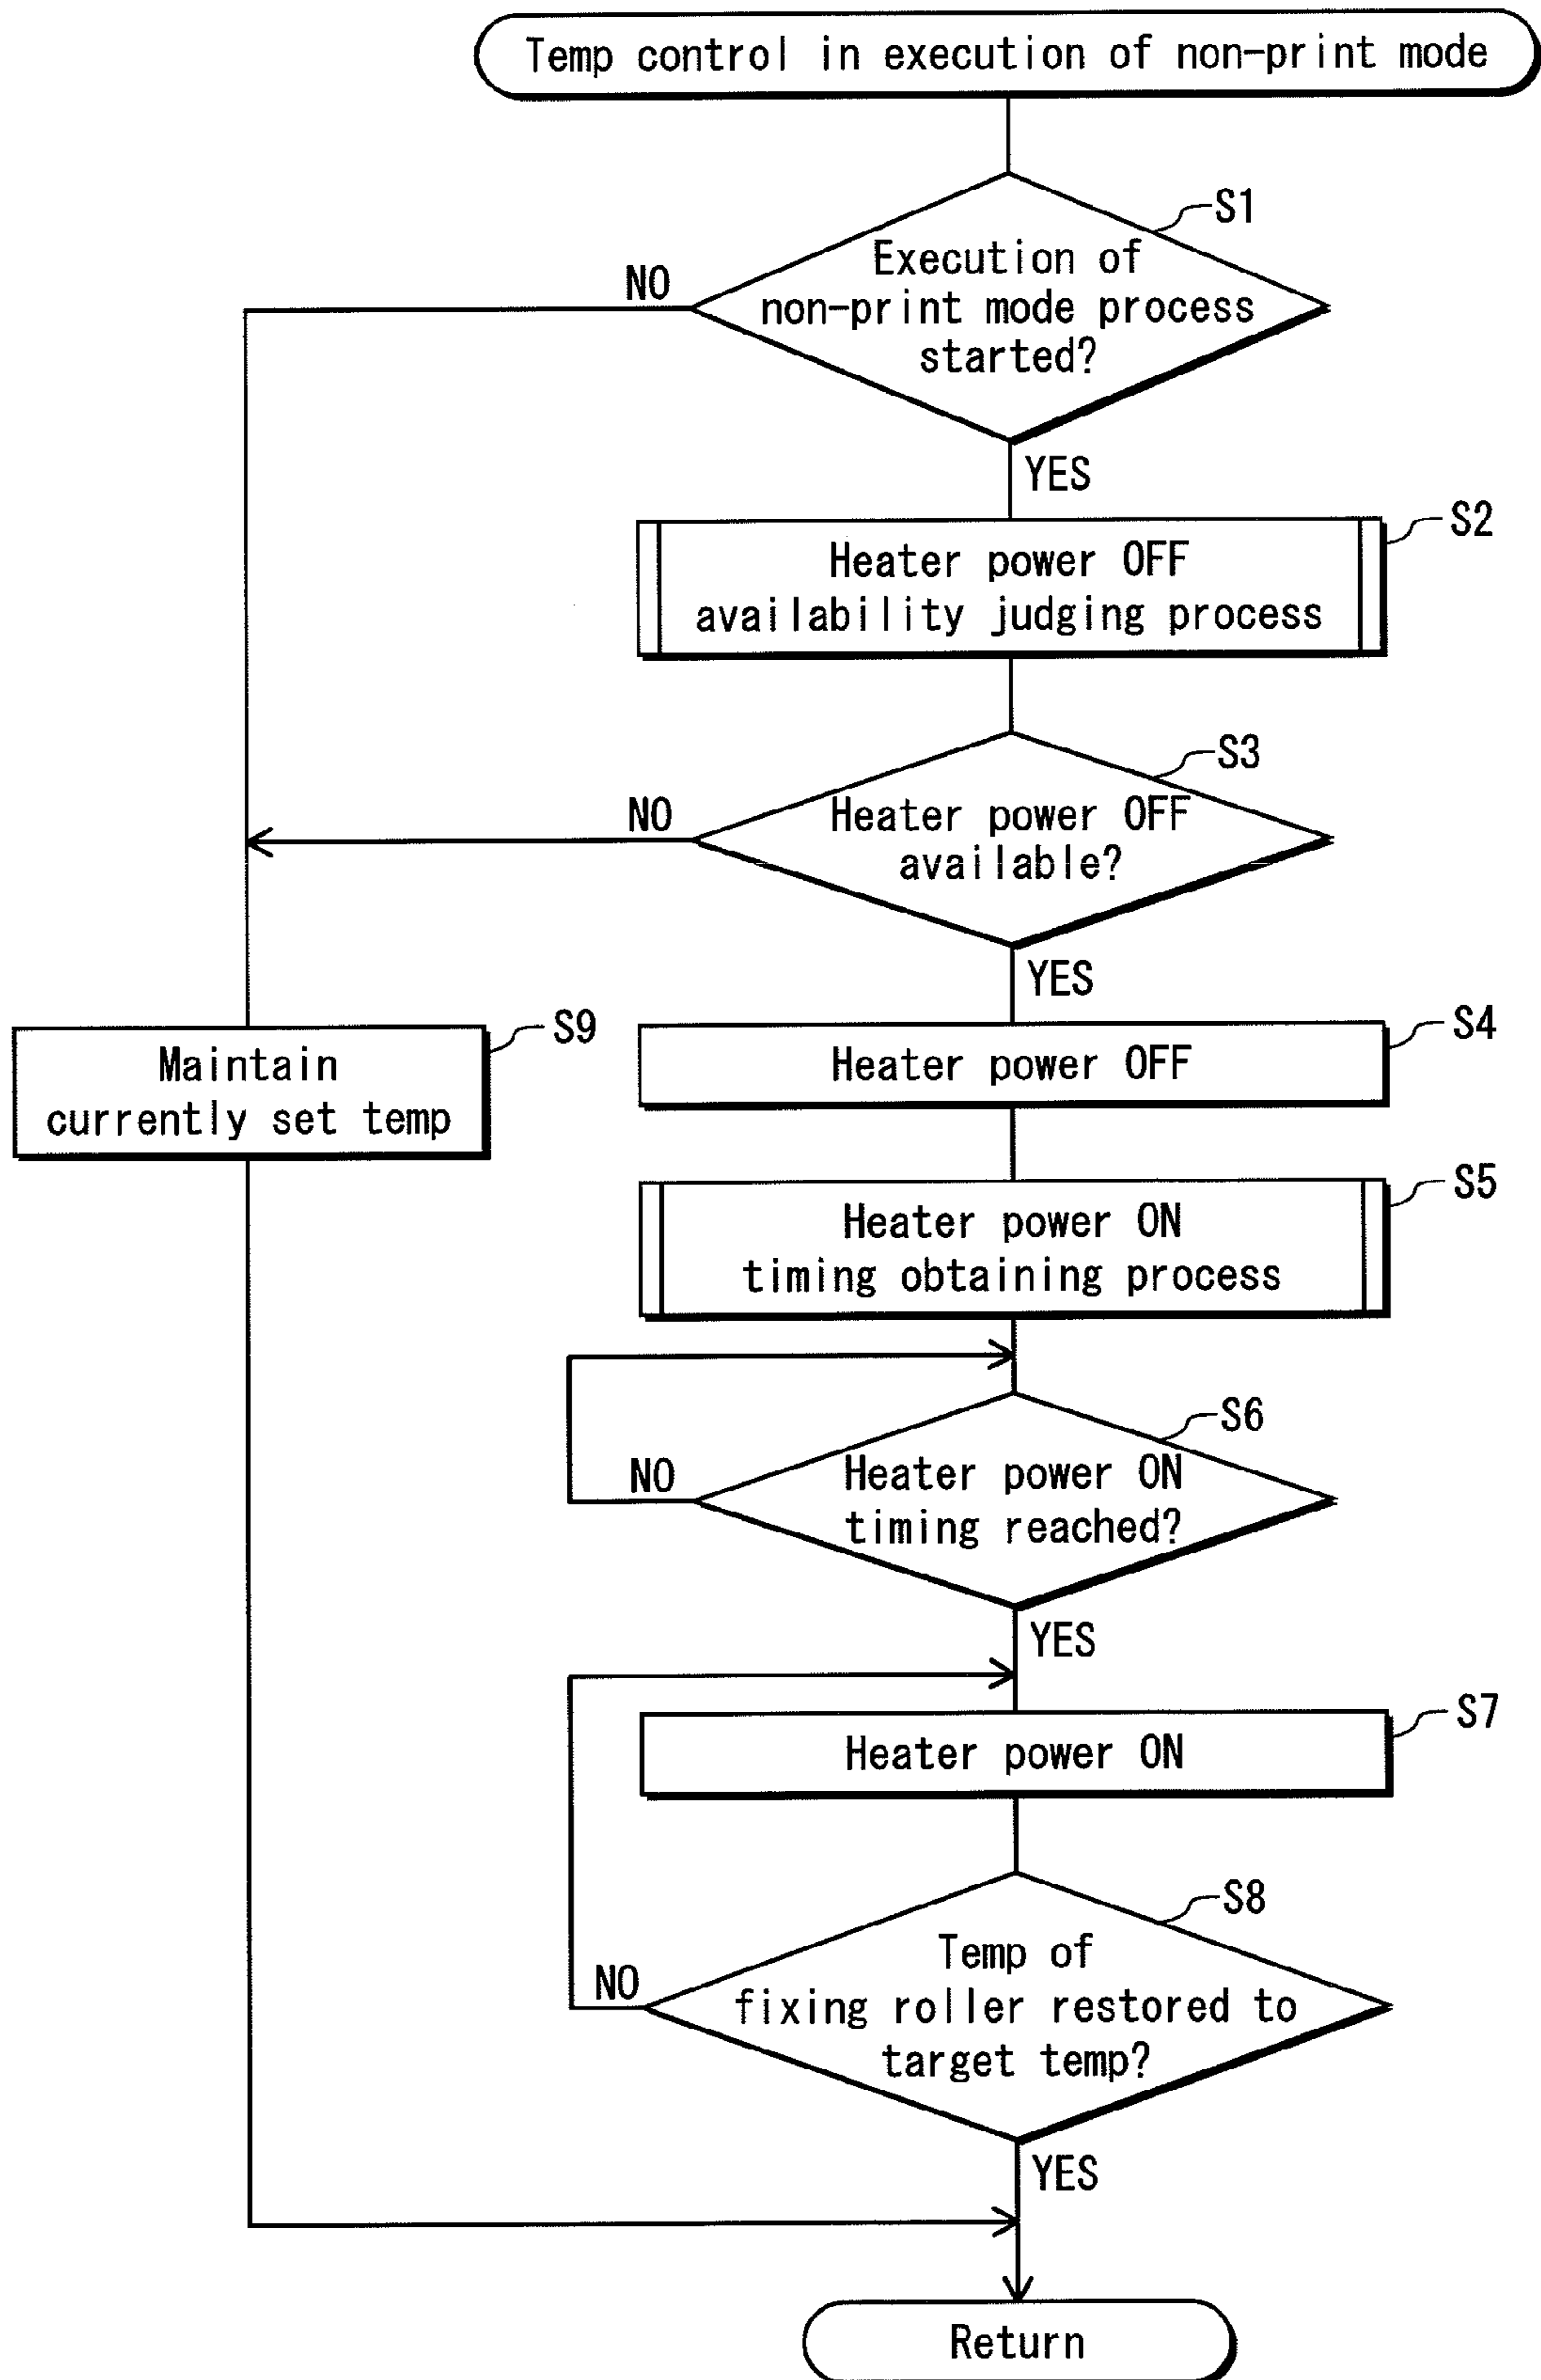 Temp control in execution of non-print mode
S1
Execution of
non-print mode process
started?
NO
YES
S2
Heater power OFF
availability judging process
S3
Heater power OFF
available?
NO
YES
S9
Maintain
currently set temp
S4
Heater power OFF
S5
Heater power ON
timing obtaining process
S6
Heater power ON
timing reached?
NO
YES
S7
Heater power ON
S8
Temp of
fixing roller restored to
target temp?
NO
YES
Return